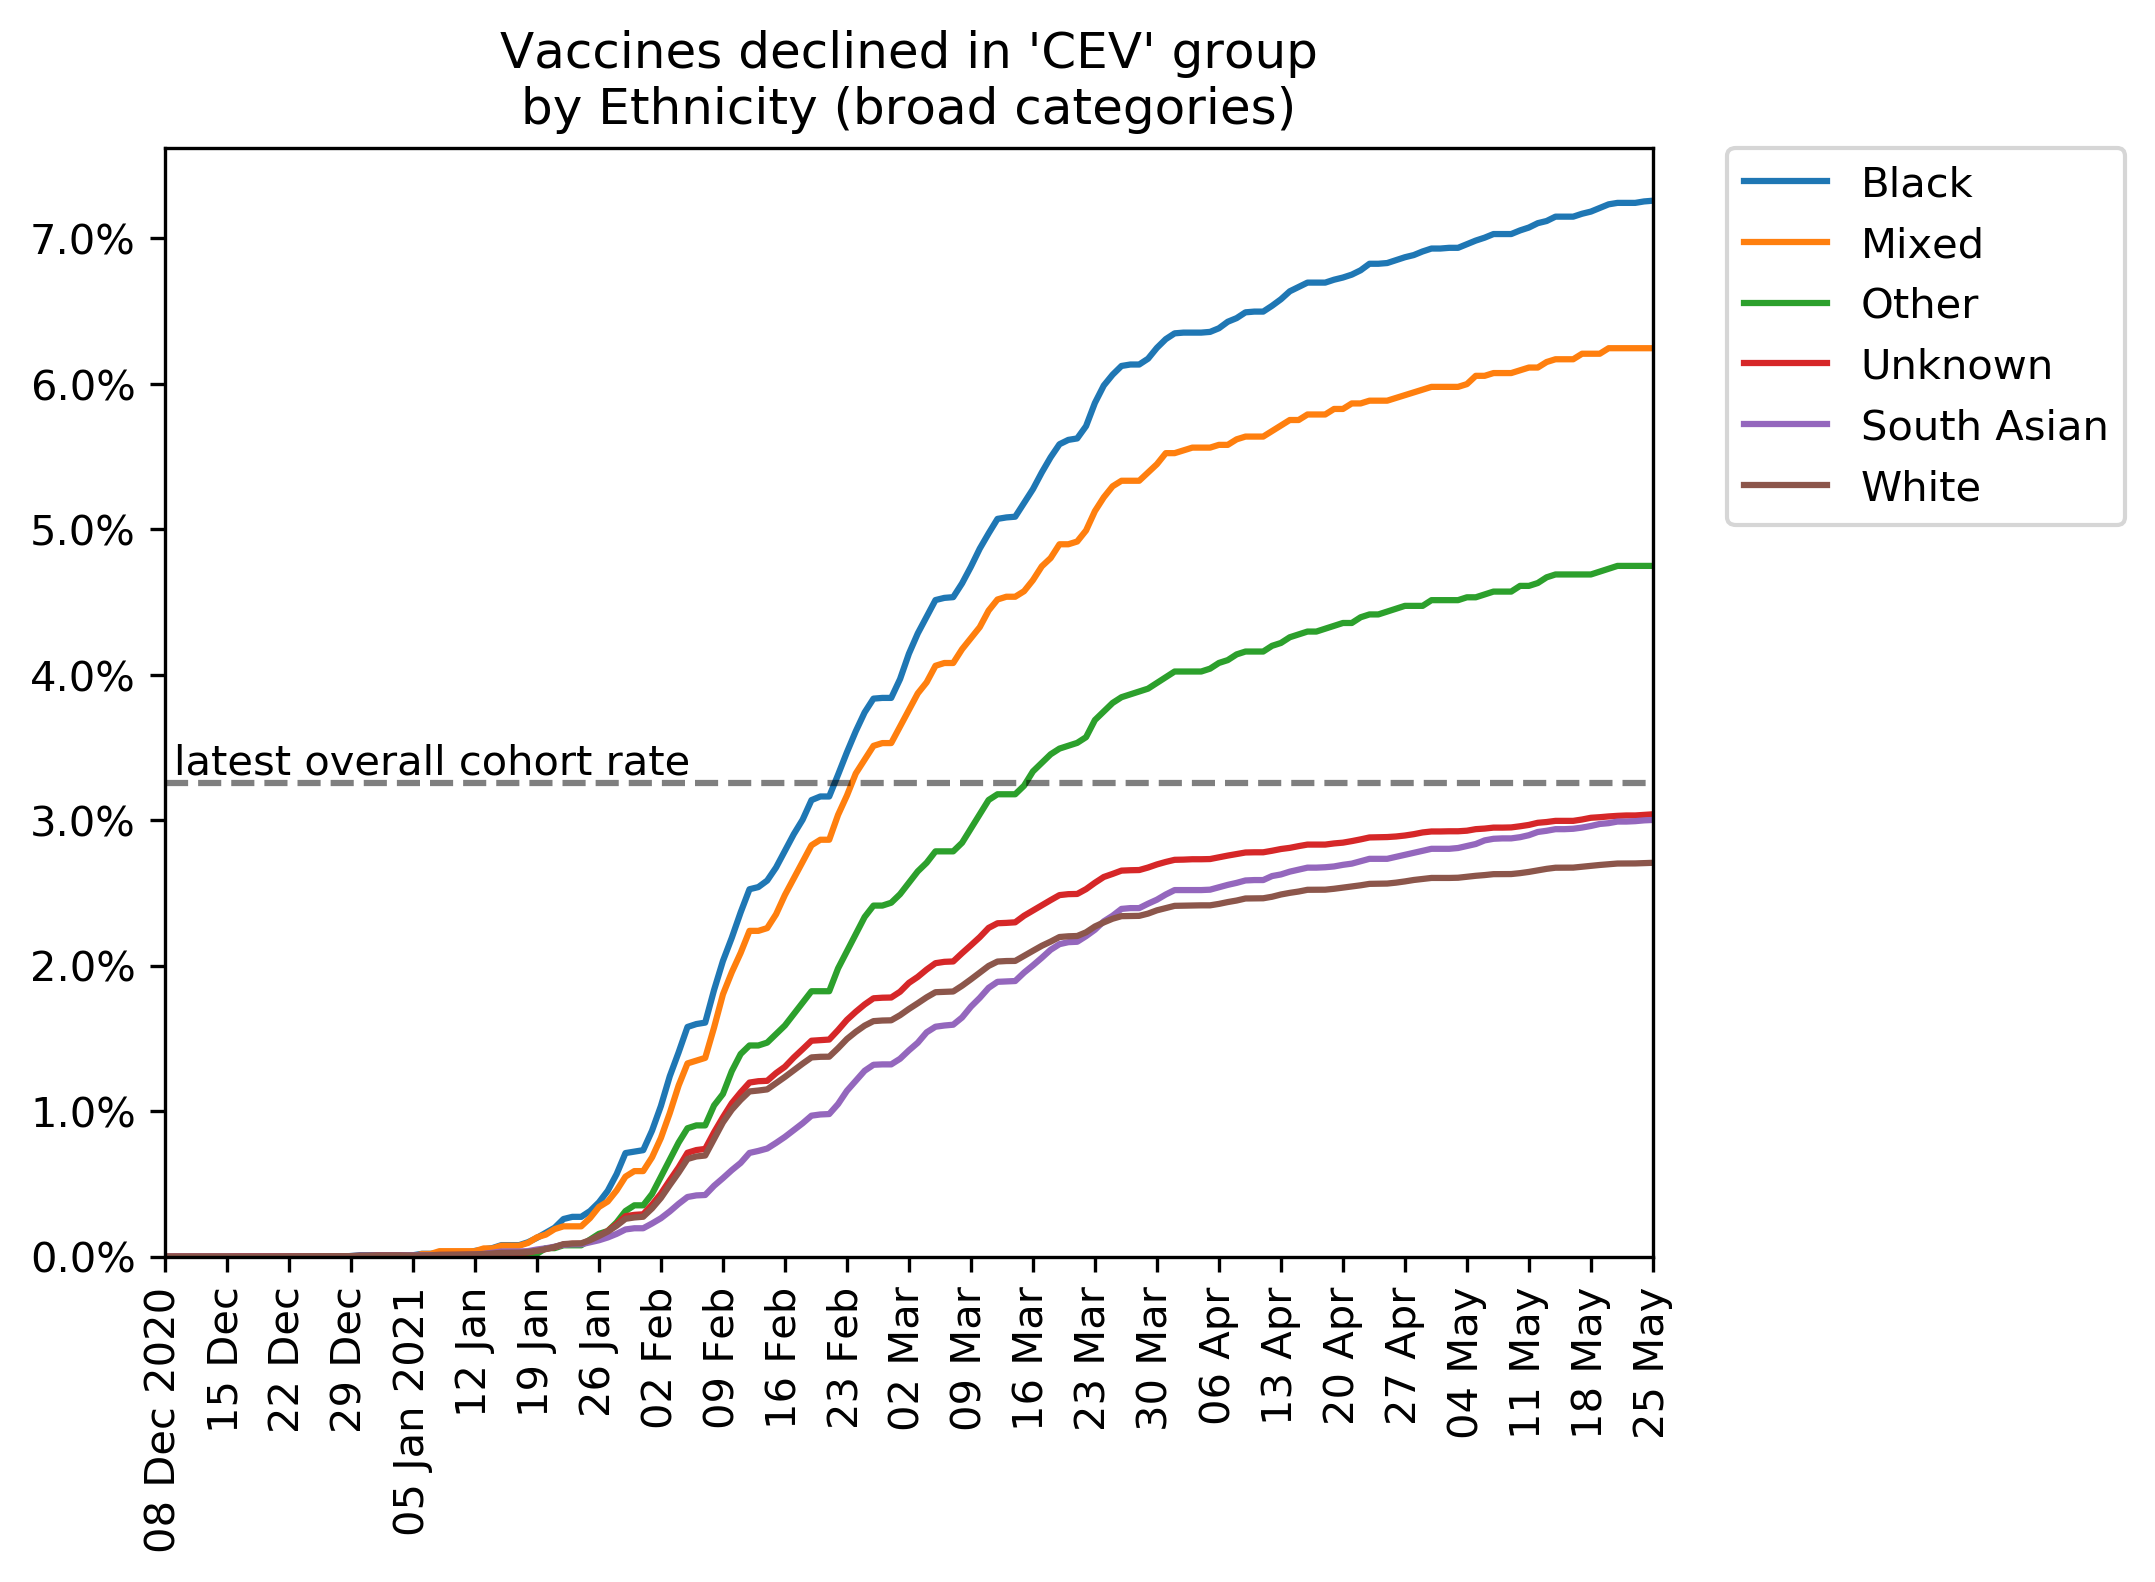 Vaccines declined in 'CEV' group
by Ethnicity (broad categories)
7.0%
6.0%
5.0%
4.0%
3.0%
2.0%
1.0%
0.0%
latest overall cohort rate
08 Dec 2020
15 Dec
22 Dec
29 Dec
05 Jan 2021
12 Jan
19 Jan
26 Jan
02 Feb
09 Feb
16 Feb
23 Feb
02 Mar
09 Mar
16 Mar
23 Mar
30 Mar
06 Apr
13 Apr
20 Apr
27 Apr
04 May
11 May
18 May
25 May
Black
Mixed
Other
Unknown
South Asian
White